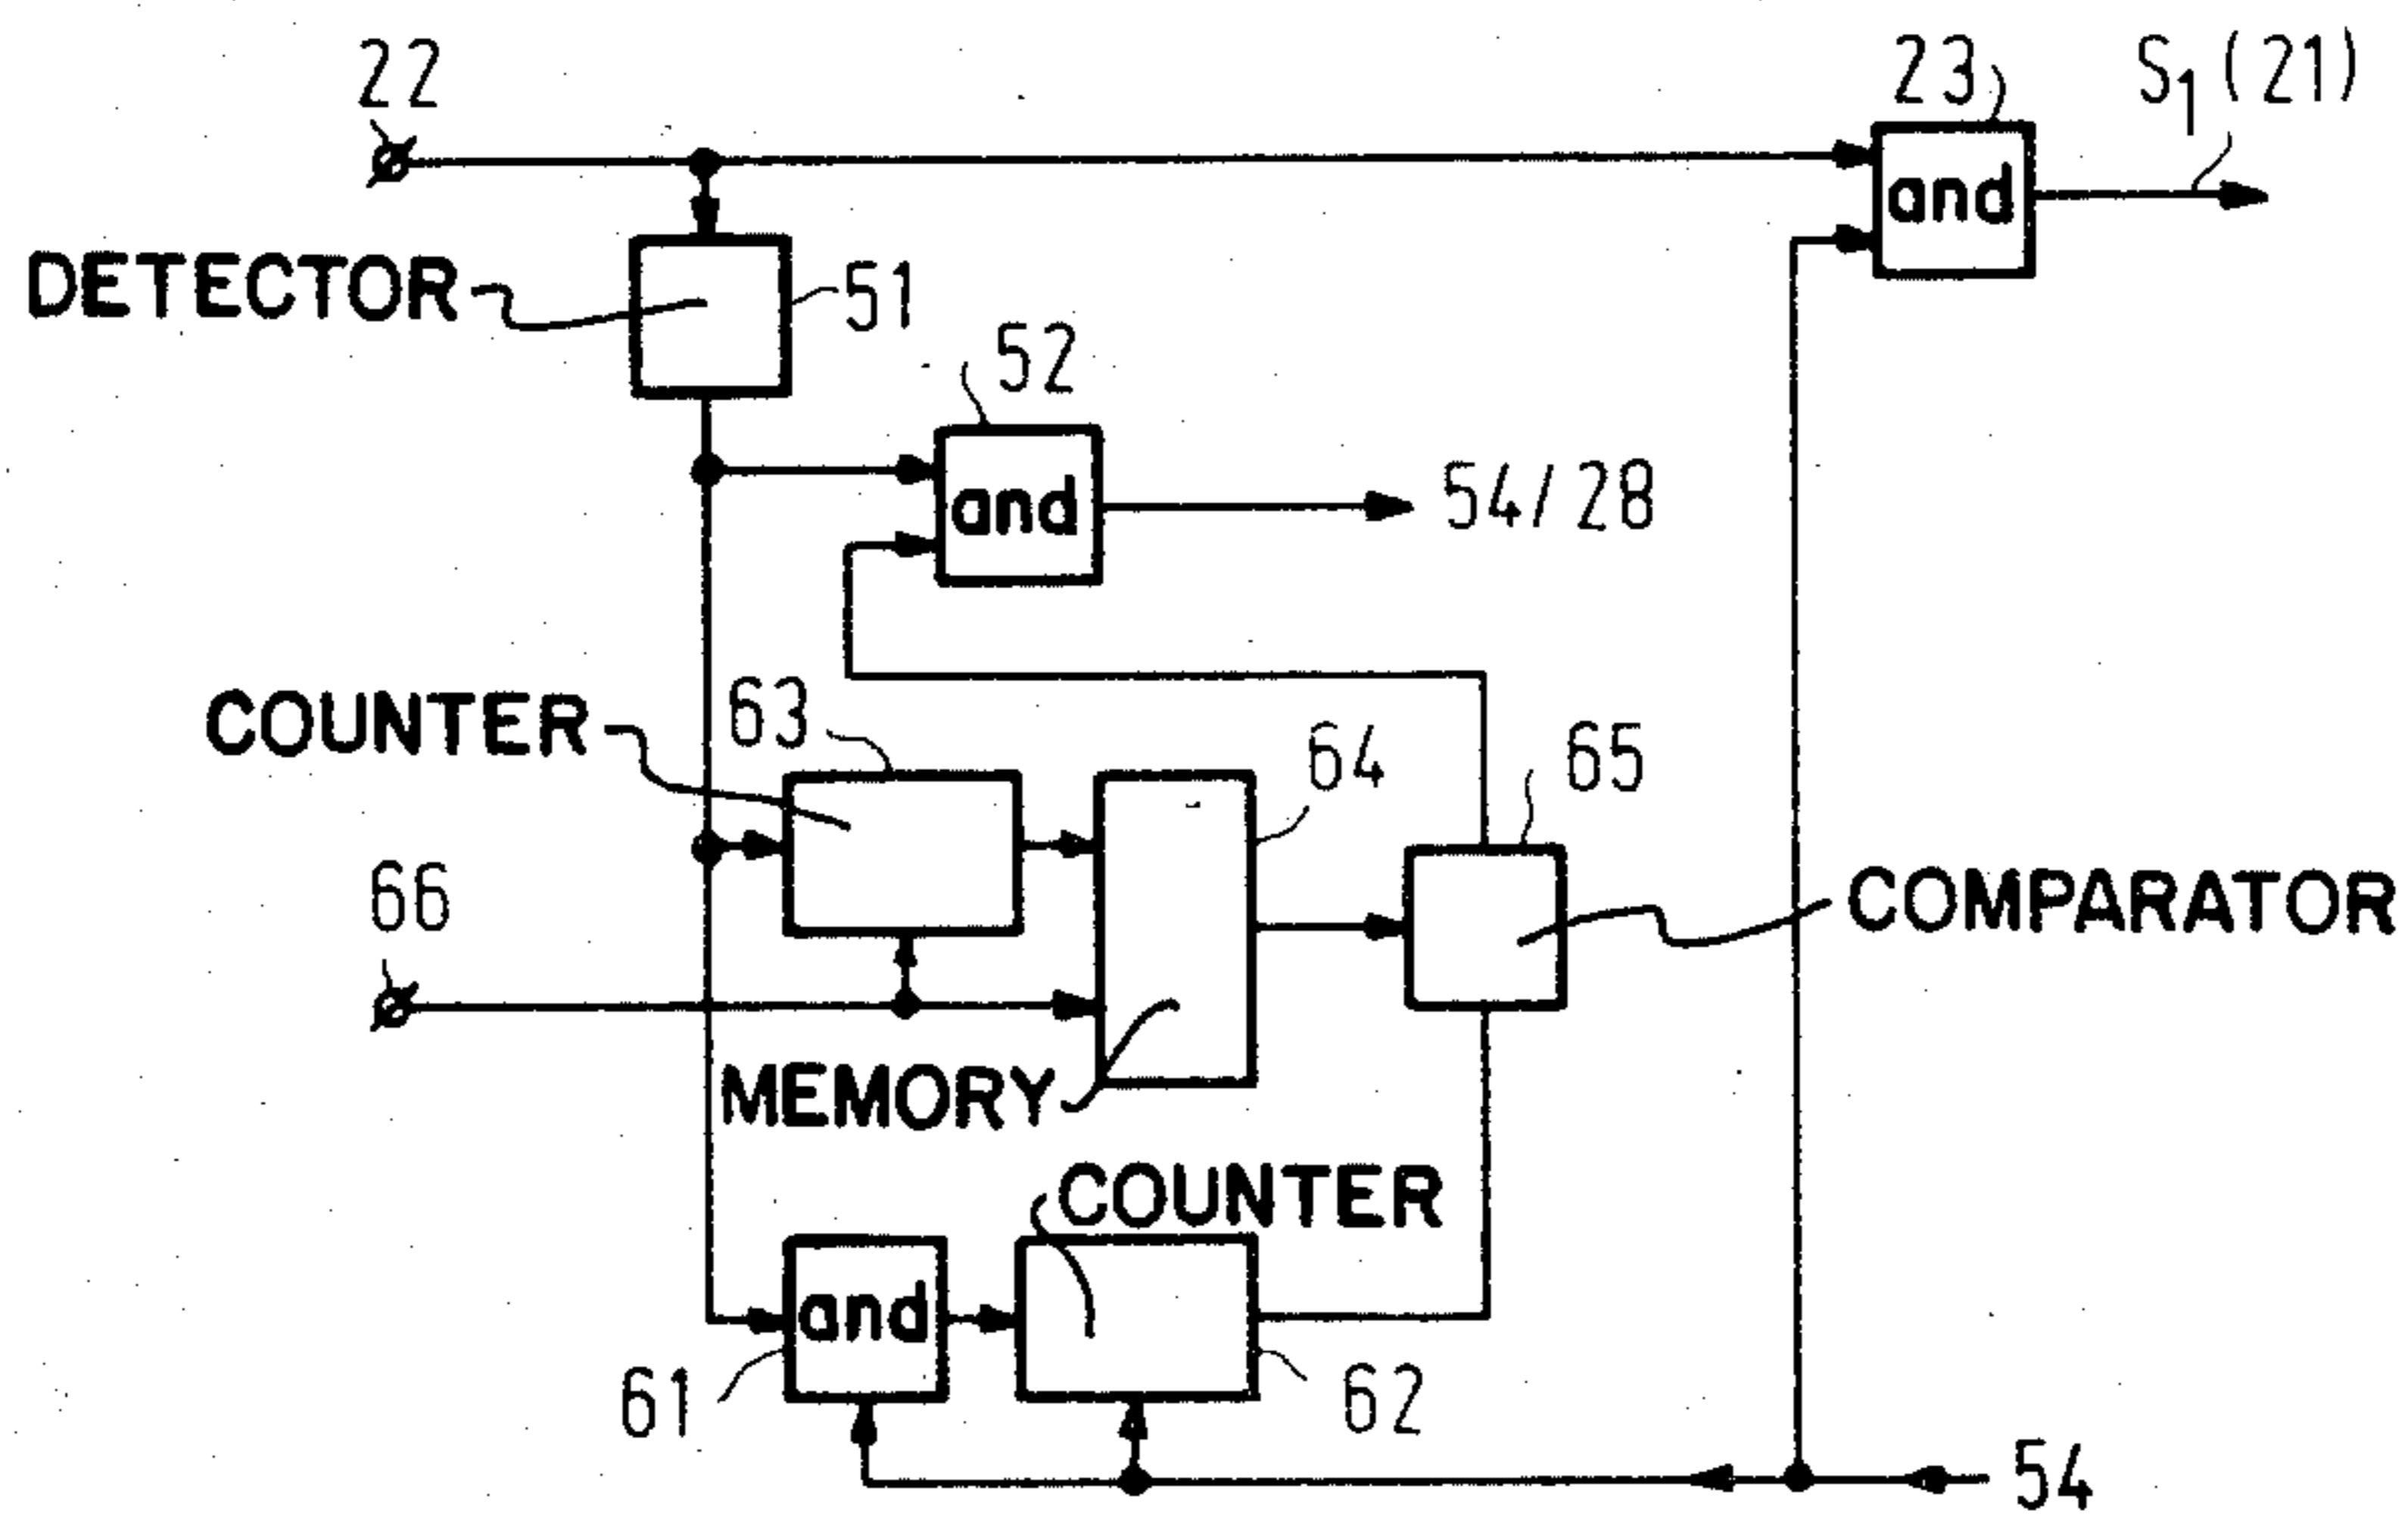 22
23
S1 (21)
and
DETECTOR
51
52
and
54/28
COUNTER
63
64
65
66
COMPARATOR
MEMORY
COUNTER
and
61
62
54